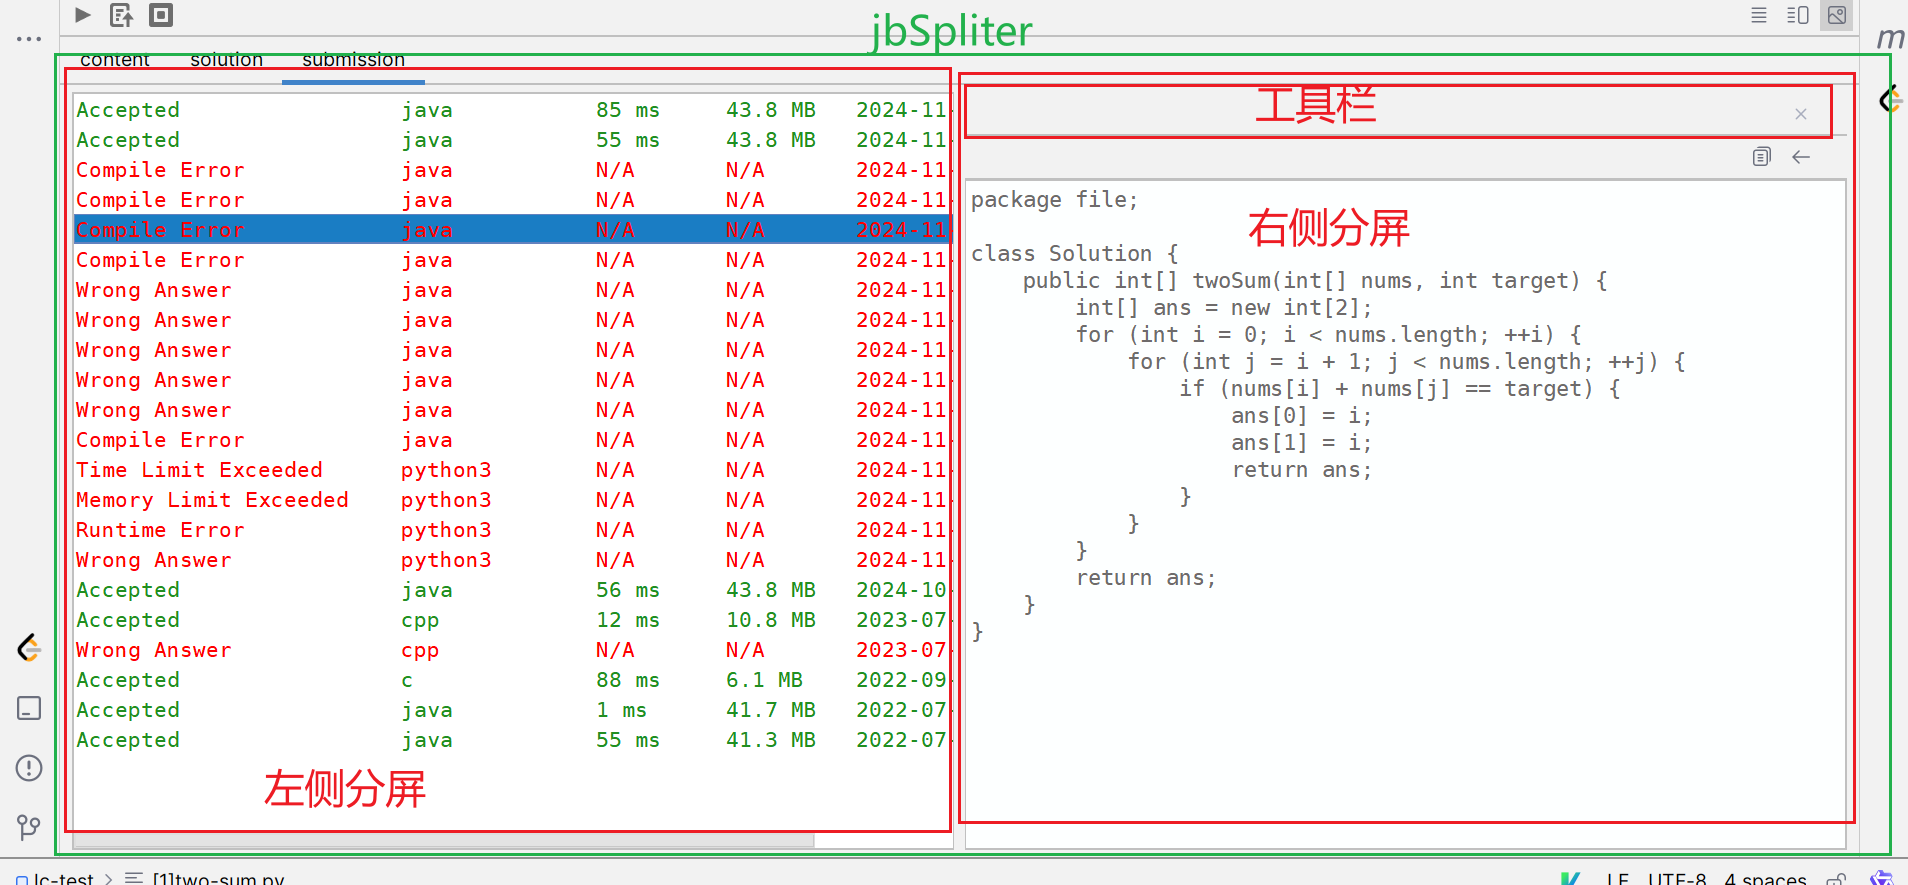 jbSpliter
m
content solution submission
工具栏
Accepted java 85 ms 43.8 MB 2024-11
Accepted java 55 ms 43.8 MB 2024-11
Compile Error java N/A N/A 2024-11
Compile Error java N/A N/A 2024-11
Compile Error java N/A N/A 2024-11
Compile Error java N/A N/A 2024-11
Wrong Answer java N/A N/A 2024-11
Wrong Answer java N/A N/A 2024-11
Wrong Answer java N/A N/A 2024-11
Wrong Answer java N/A N/A 2024-11
Wrong Answer java N/A N/A 2024-11
Compile Error java N/A N/A 2024-11
Time Limit Exceeded python3 N/A N/A 2024-11
Memory Limit Exceeded python3 N/A N/A 2024-11
Runtime Error python3 N/A N/A 2024-11
Wrong Answer python3 N/A N/A 2024-11
Accepted java 56 ms 43.8 MB 2024-10
Accepted cpp 12 ms 10.8 MB 2023-07
Wrong Answer cpp N/A N/A 2023-07
Accepted c 88 ms 6.1 MB 2022-09
Accepted java 1 ms 41.7 MB 2022-07
Accepted java 55 ms 41.3 MB 2022-07
左侧分屏
package file;
右侧分屏
class Solution {
public int[] twoSum(int[] nums, int target) {
int[] ans = new int[2];
for (int i = 0; i < nums.length; ++i) {
for (int j = i + 1; j < nums.length; ++j) {
if (nums[i] + nums[j] == target) {
ans[0] = i;
ans[1] = i;
return ans;
}
}
}
return ans;
}
}
lc-test > [1]two-sum.py LF UTF-8 4 spaces